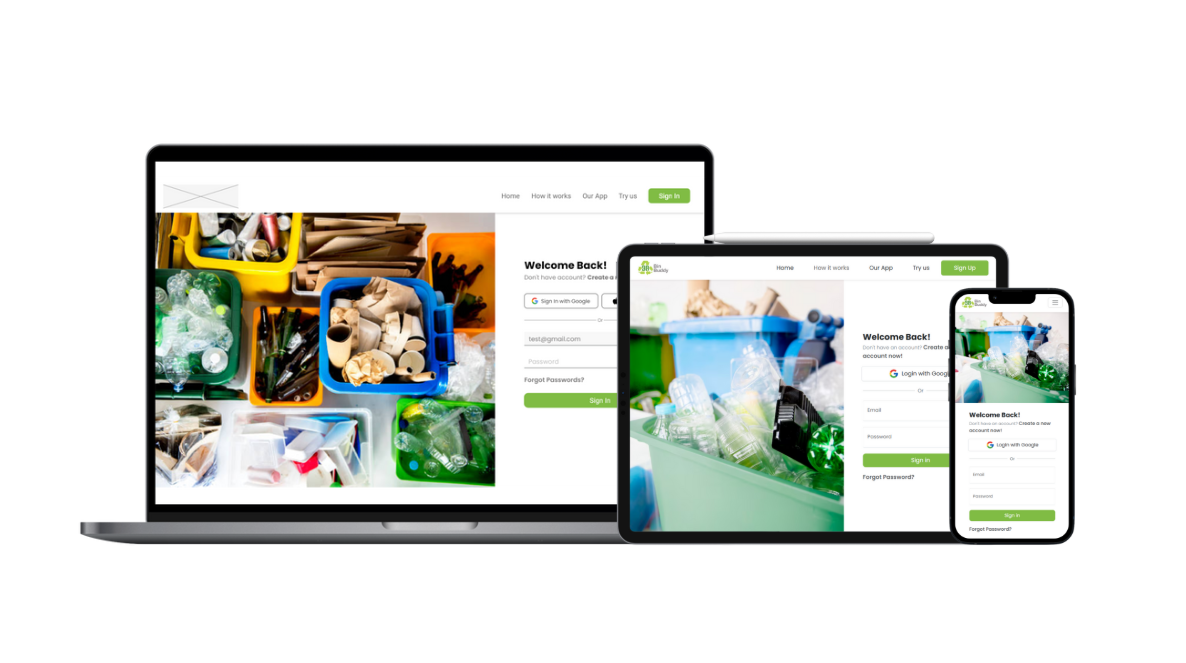 Home How it works Our App Try us Sign In
Welcome Back!
Don't have account? Create a
Sign In with Google
Or
test@gmail.com
Password
Forgot Passwords?
Sign In
Bin
Buddy
Home How it works Our App Try us Sign Up
Welcome Back!
Don't have an account? Create a
account now!
Login with Goog
Or
Email
Password
Sign In
Forgot Password?
Bin
Buddy
Welcome Back!
Don't have an account? Create a new
account now!
Login with Google
Or
Email
Password
Sign In
Forgot Password?